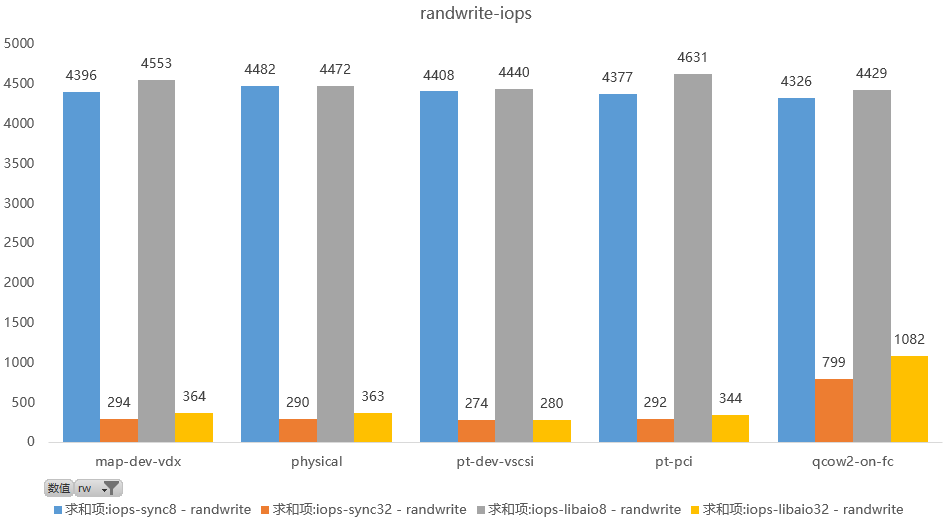 randwrite-iops
5000
4500
4000
3500
3000
2500
2000
1500
1000
500
0
4396 294 4553 364
4482 290 4472 363
4408 274 4440 280
4377 292 4631 344
4326 799 4429 1082
map-dev-vdx physical pt-dev-vscsi pt-pci qcow2-on-fc
数值 rw
求和项:iops-sync8 - randwrite 求和项:iops-sync32 - randwrite 求和项:iops-libaio8 - randwrite 求和项:iops-libaio32 - randwrite